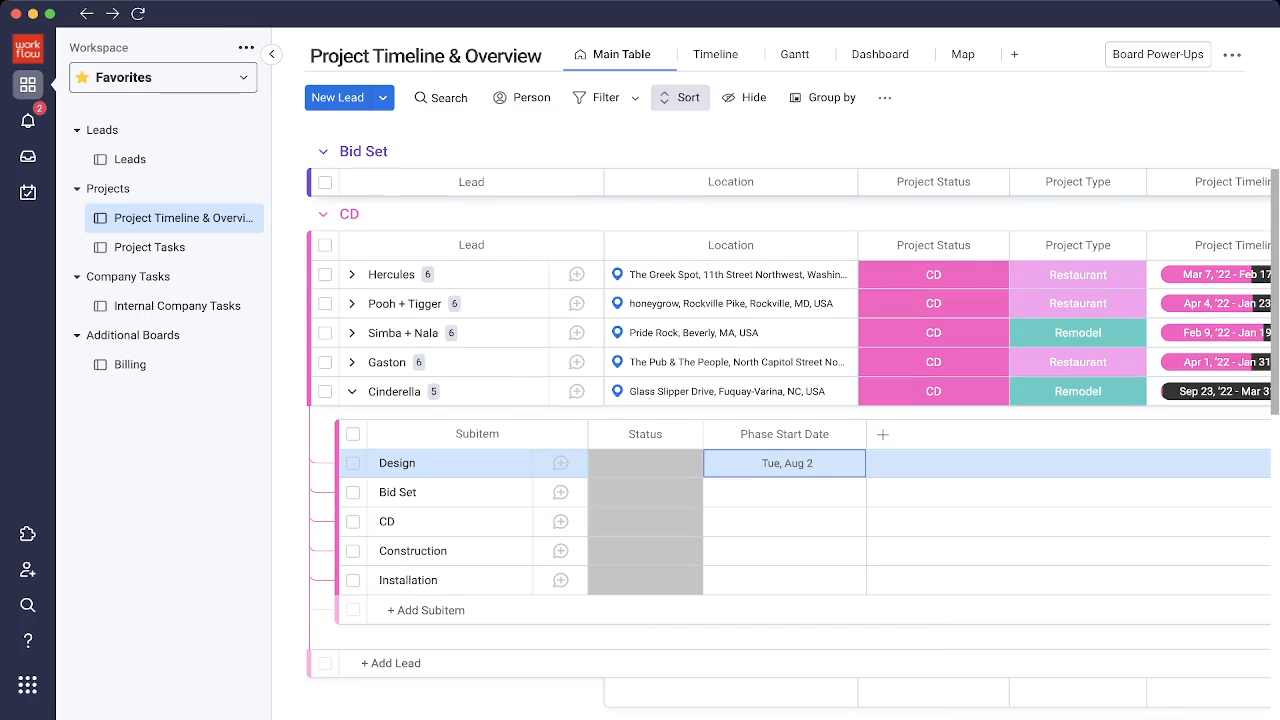 work
flow
2
Workspace
Favorites
Leads
Leads
Projects
Project Timeline & Overvi...
Project Tasks
Company Tasks
Internal Company Tasks
Additional Boards
Billing
Project Timeline & Overview
Main Table
Timeline
Gantt
Dashboard
Map
+
Board Power-Ups
New Lead
Search
Person
Filter
Sort
Hide
Group by
Bid Set
Lead Location Project Status Project Type Project Timelin
CD
Lead Location Project Status Project Type Project Timelin
Hercules 6 The Greek Spot, 11th Street Northwest, Washin... CD Restaurant Mar 7, '22 - Feb 17
Pooh + Tigger 6 honeygrow, Rockville Pike, Rockville, MD, USA CD Restaurant Apr 4, '22 - Jan 23
Simba + Nala 6 Pride Rock, Beverly, MA, USA CD Remodel Feb 9, '22 - Jan 19
Gaston 6 The Pub & The People, North Capitol Street No... CD Restaurant Apr 1, '22 - Jan 31
Cinderella 5 Glass Slipper Drive, Fuquay-Varina, NC, USA CD Remodel Sep 23, '22 - Mar 31
Subitem Status Phase Start Date +
Design Tue, Aug 2
Bid Set
CD
Construction
Installation
+ Add Subitem
+ Add Lead